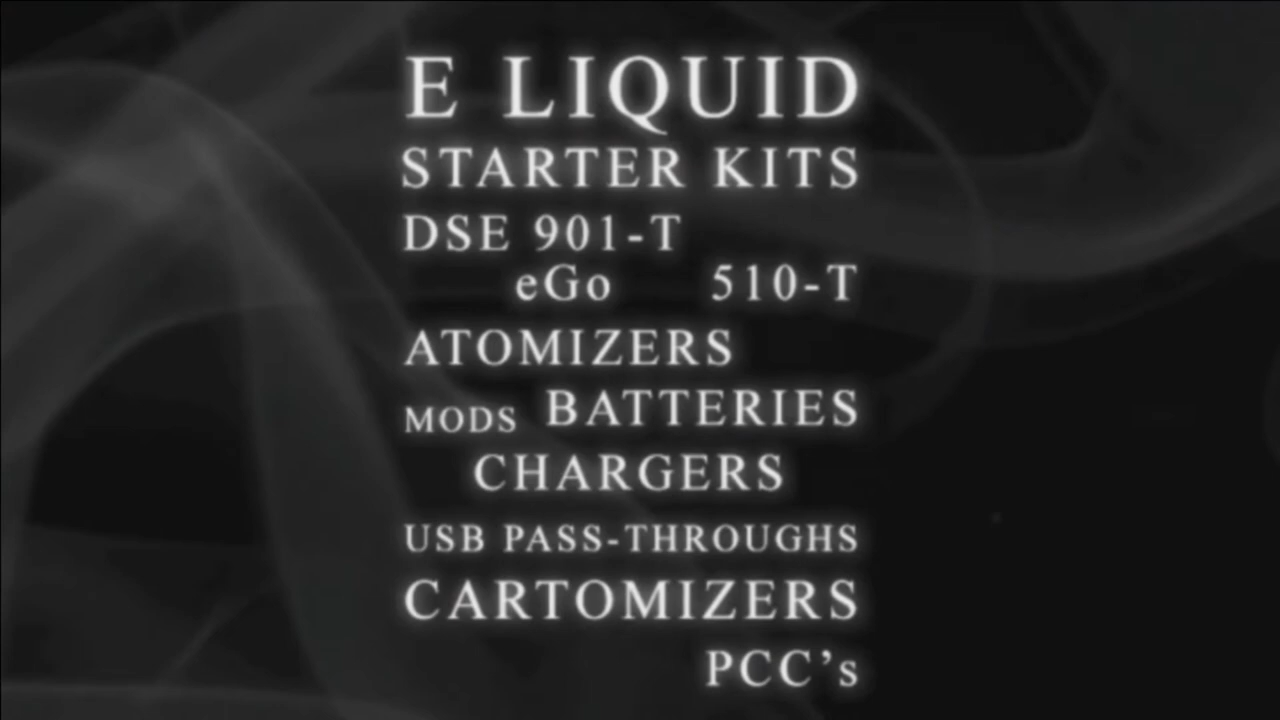 E LIQUID
STARTER KITS
DSE 901-T
eGo 510-T
ATOMIZERS
MODS BATTERIES
CHARGERS
USB PASS-THROUGHS
CARTOMIZERS
PCC's